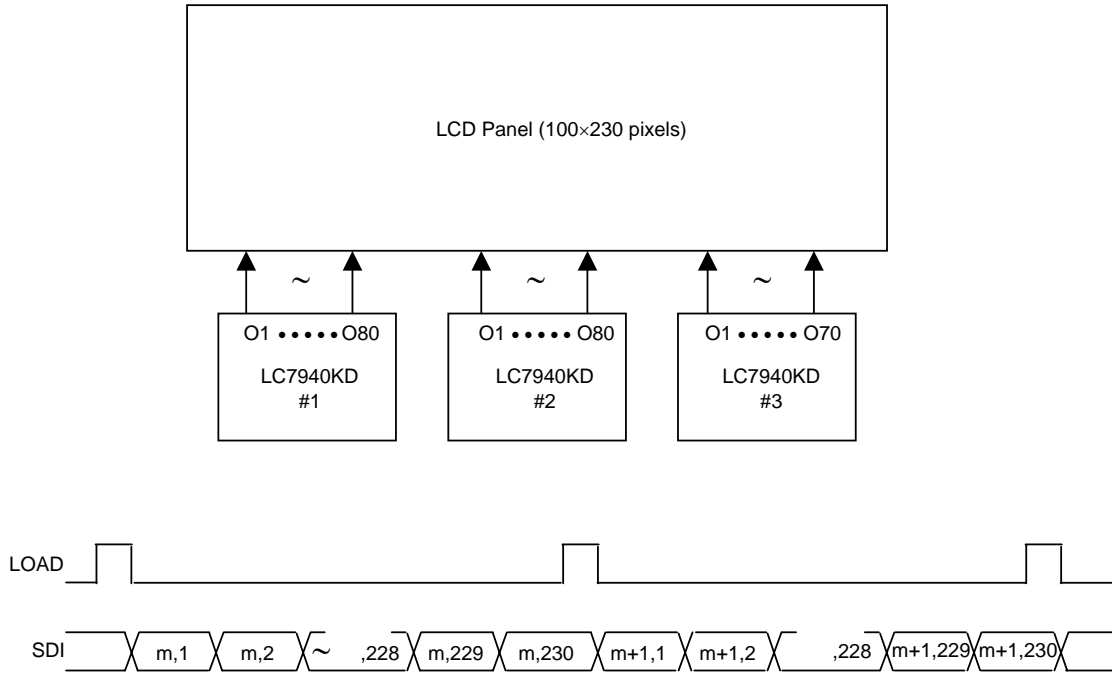 LCD Panel (100×230 pixels)
~ ~ ~
O1 ••••• O80
LC7940KD
#1
O1 ••••• O80
LC7940KD
#2
O1 ••••• O70
LC7940KD
#3
LOAD
SDI m,1 m,2 ~ ,228 m,229 m,230 m+1,1 m+1,2 ,228 m+1,229 m+1,230